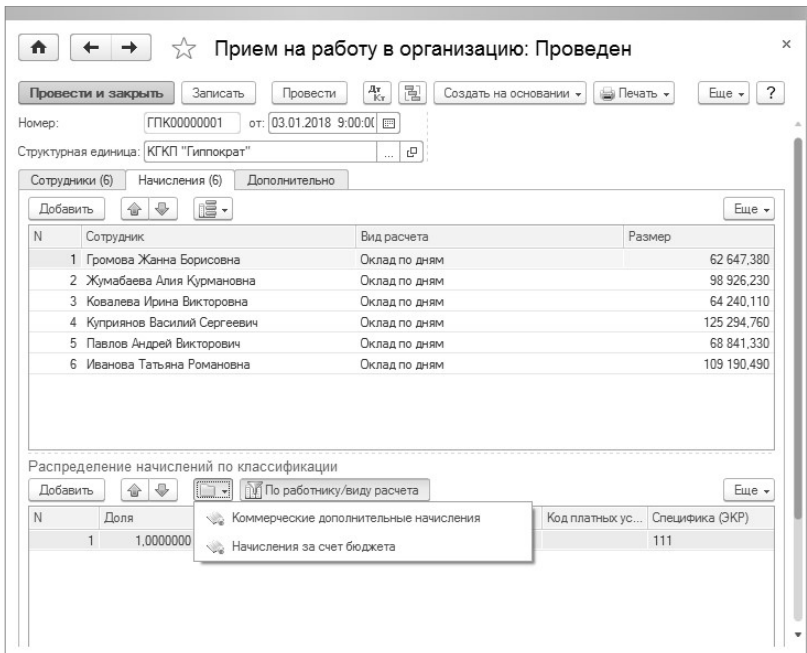 Прием на работу в организацию: Проведен ×
Провести и закрыть Записать Провести Дт Кт Создать на основании Печать Еще ?
Номер: ГПК00000001 от: 03.01.2018 9:00:0
Структурная единица: КГКП "Гиппократ" ...
Сотрудники (6) Начисления (6) Дополнительно
Добавить Еще
N Сотрудник Вид расчета Размер
1 Громова Жанна Борисовна Оклад по дням 62 647,380
2 Жумабаева Алия Курмановна Оклад по дням 98 926,230
3 Ковалева Ирина Викторовна Оклад по дням 64 240,110
4 Куприянов Василий Сергеевич Оклад по дням 125 294,760
5 Павлов Андрей Викторович Оклад по дням 68 841,330
6 Иванова Татьяна Романовна Оклад по дням 109 190,490
Распределение начислений по классификации
Добавить По работнику/виду расчета Еще
N Доля Код платных ус... Специфика (ЭКР)
1 1,0000000 111
Коммерческие дополнительные начисления
Начисления за счет бюджета